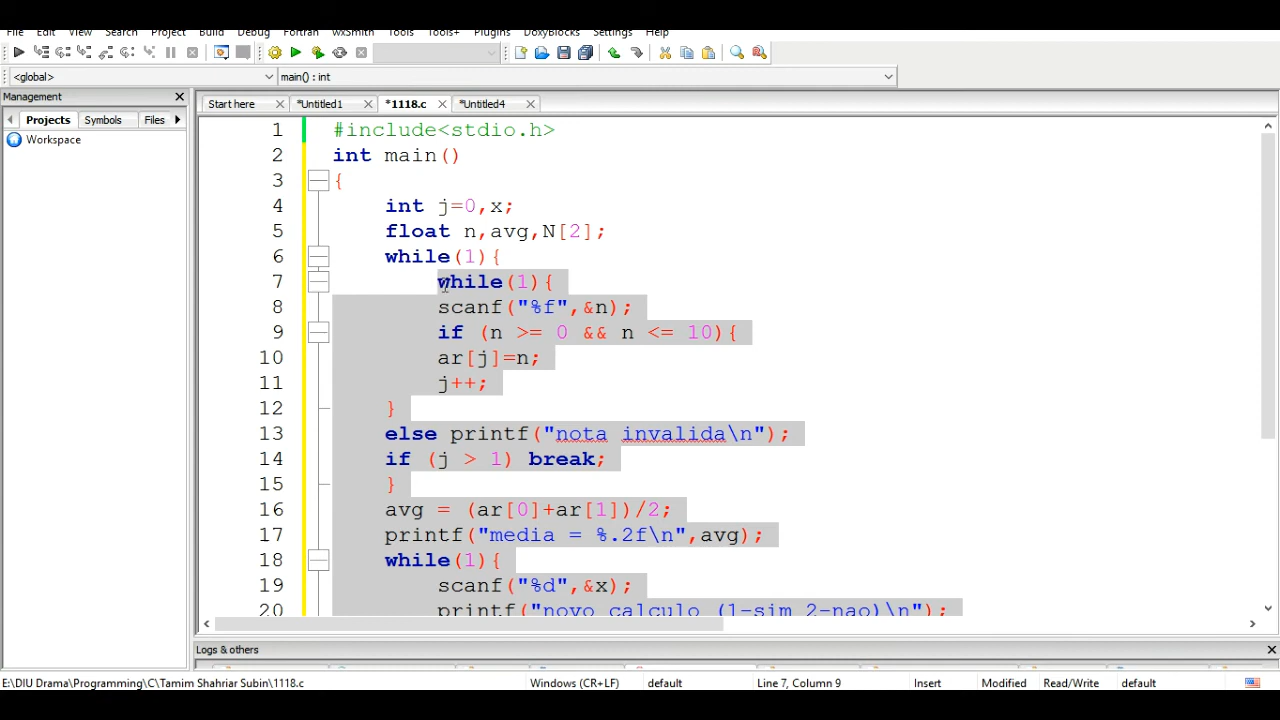 File Edit View Search Project Build Debug Fortran wxSmith Tools Tools+ Plugins DoxyBlocks Settings Help
<global> main() : int
Management
Start here *Untitled1 *1118.c *Untitled4
Projects Symbols Files
Workspace
1 #include<stdio.h>
2 int main()
3 {
4 int j=0,x;
5 float n,avg,N[2];
6 while(1){
7 while(1){
8 scanf("%f",&n);
9 if (n >= 0 && n <= 10){
10 ar[j]=n;
11 j++;
12 }
13 else printf("nota invalida\n");
14 if (j > 1) break;
15 }
16 avg = (ar[0]+ar[1])/2;
17 printf("media = %.2f\n",avg);
18 while(1){
19 scanf("%d",&x);
20 printf("novo calculo (1-sim 2-nao)\n");
Logs & others
E:\DIU Drama\Programming\C\Tamim Shahriar Subin\1118.c Windows (CR+LF) default Line 7, Column 9 Insert Modified Read/Write default